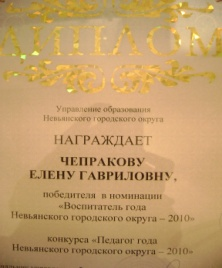 ДИПЛОМ
Управление образования
Невьянского городского округа
НАГРАЖДАЕТ
ЧЕПРАКОВУ
ЕЛЕНУ ГАВРИЛОВНУ,
победителя в номинации
«Воспитатель года
Невьянского городского округа – 2010»
конкурса «Педагог года
Невьянского городского округа – 2010»